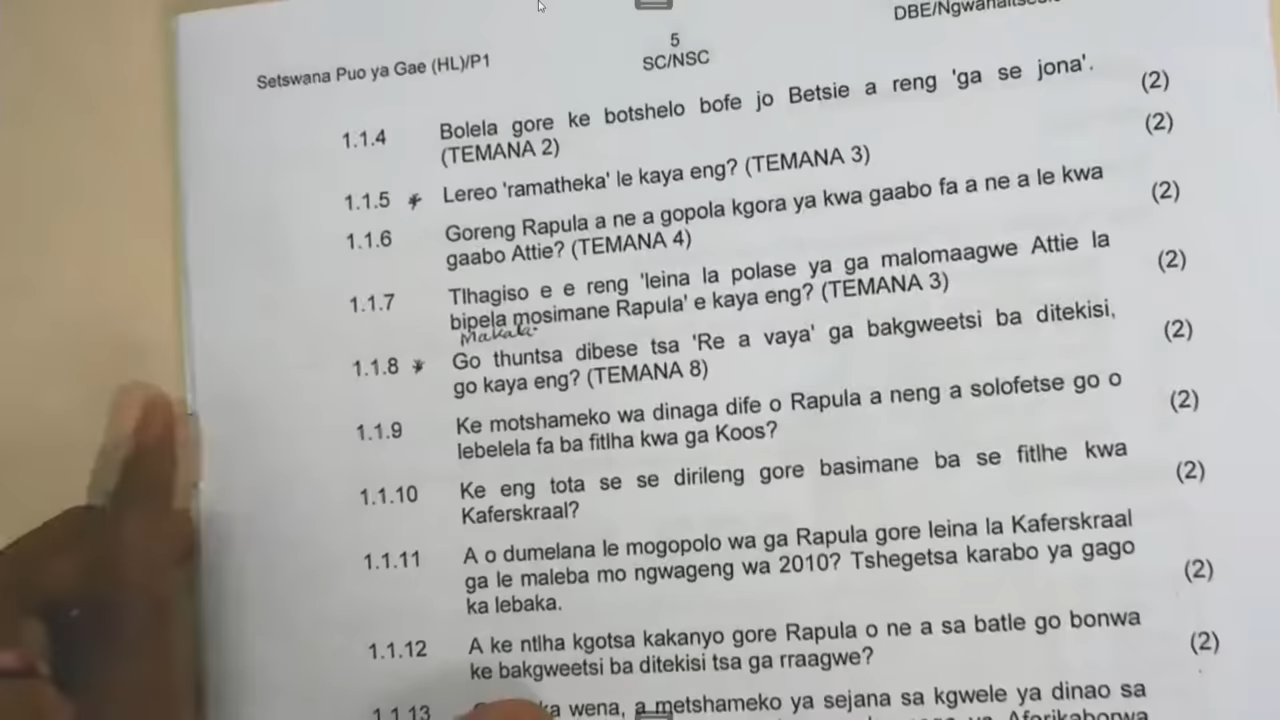 Setswana Puo ya Gae (HL)/P1
5
SC/NSC
1.1.4 Bolela gore ke botshelo bofe jo Betsie a reng 'ga se jona'.
(TEMANA 2) (2)
1.1.5 Lereo 'ramatheka' le kaya eng? (TEMANA 3) (2)
1.1.6 Goreng Rapula a ne a gopola kgora ya kwa gaabo fa a ne a le kwa
gaabo Attie? (TEMANA 4) (2)
1.1.7 Tlhagiso e e reng 'leina la polase ya ga malomaagwe Attie la
bipela mosimane Rapula' e kaya eng? (TEMANA 3) (2)
1.1.8 Go thuntsa dibese tsa 'Re a vaya' ga bakgweetsi ba ditekisi,
go kaya eng? (TEMANA 8) (2)
1.1.9 Ke motshameko wa dinaga dife o Rapula a neng a solofetse go o
lebelela fa ba fitlha kwa ga Koos? (2)
1.1.10 Ke eng tota se se dirileng gore basimane ba se fitlhe kwa
Kaferskraal? (2)
1.1.11 A o dumelana le mogopolo wa ga Rapula gore leina la Kaferskraal
ga le maleba mo ngwageng wa 2010? Tshegetsa karabo ya gago
ka lebaka. (2)
1.1.12 A ke ntlha kgotsa kakanyo gore Rapula o ne a sa batle go bonwa
ke bakgweetsi ba ditekisi tsa ga rraagwe? (2)
1.1.13 wena, a metshameko ya sejana sa kgwele ya dinao sa